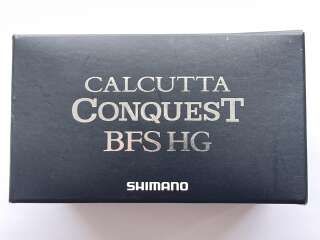 CALCUTTA
CONQUEST
BFS HG
SHIMANO